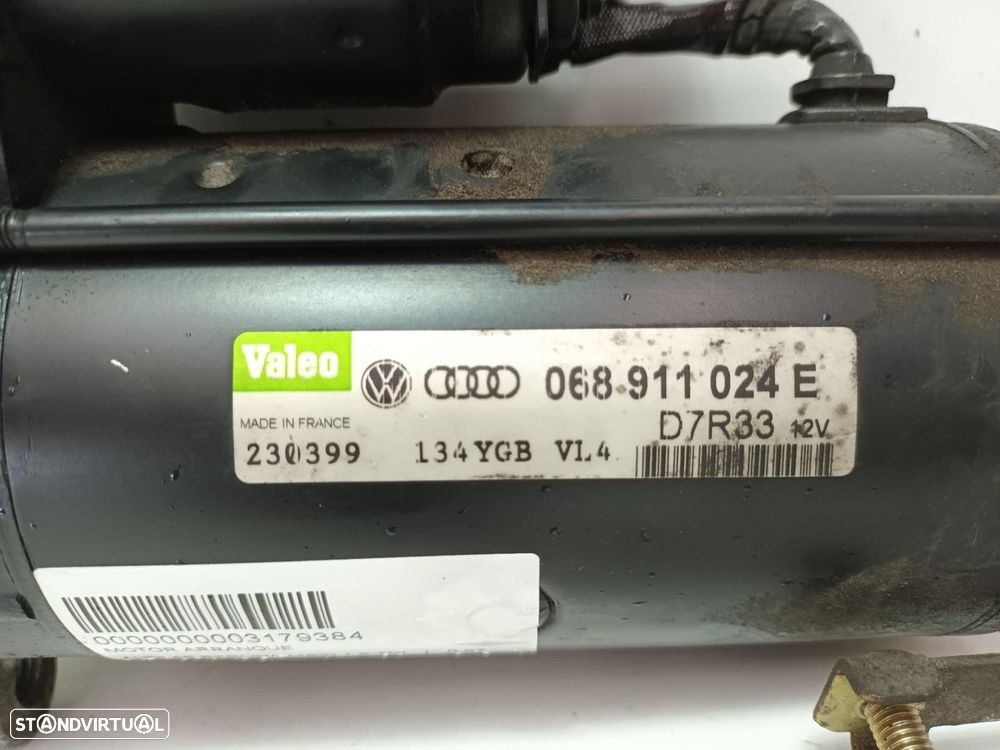 Valeo
068 911 024 E
MADE IN FRANCE
D7R33 12V
230399 134YGB VL4
0000000003179384
MOTOR ARRANQUE
STANDVIRTUAL